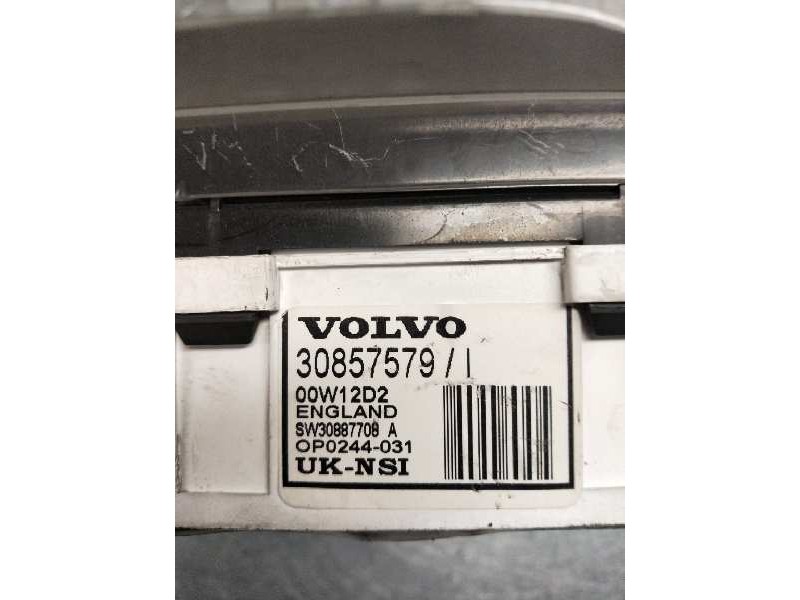 VOLVO
30857579 / I
00W12D2
ENGLAND
SW30887708 A
OP0244-031
UK-NSI